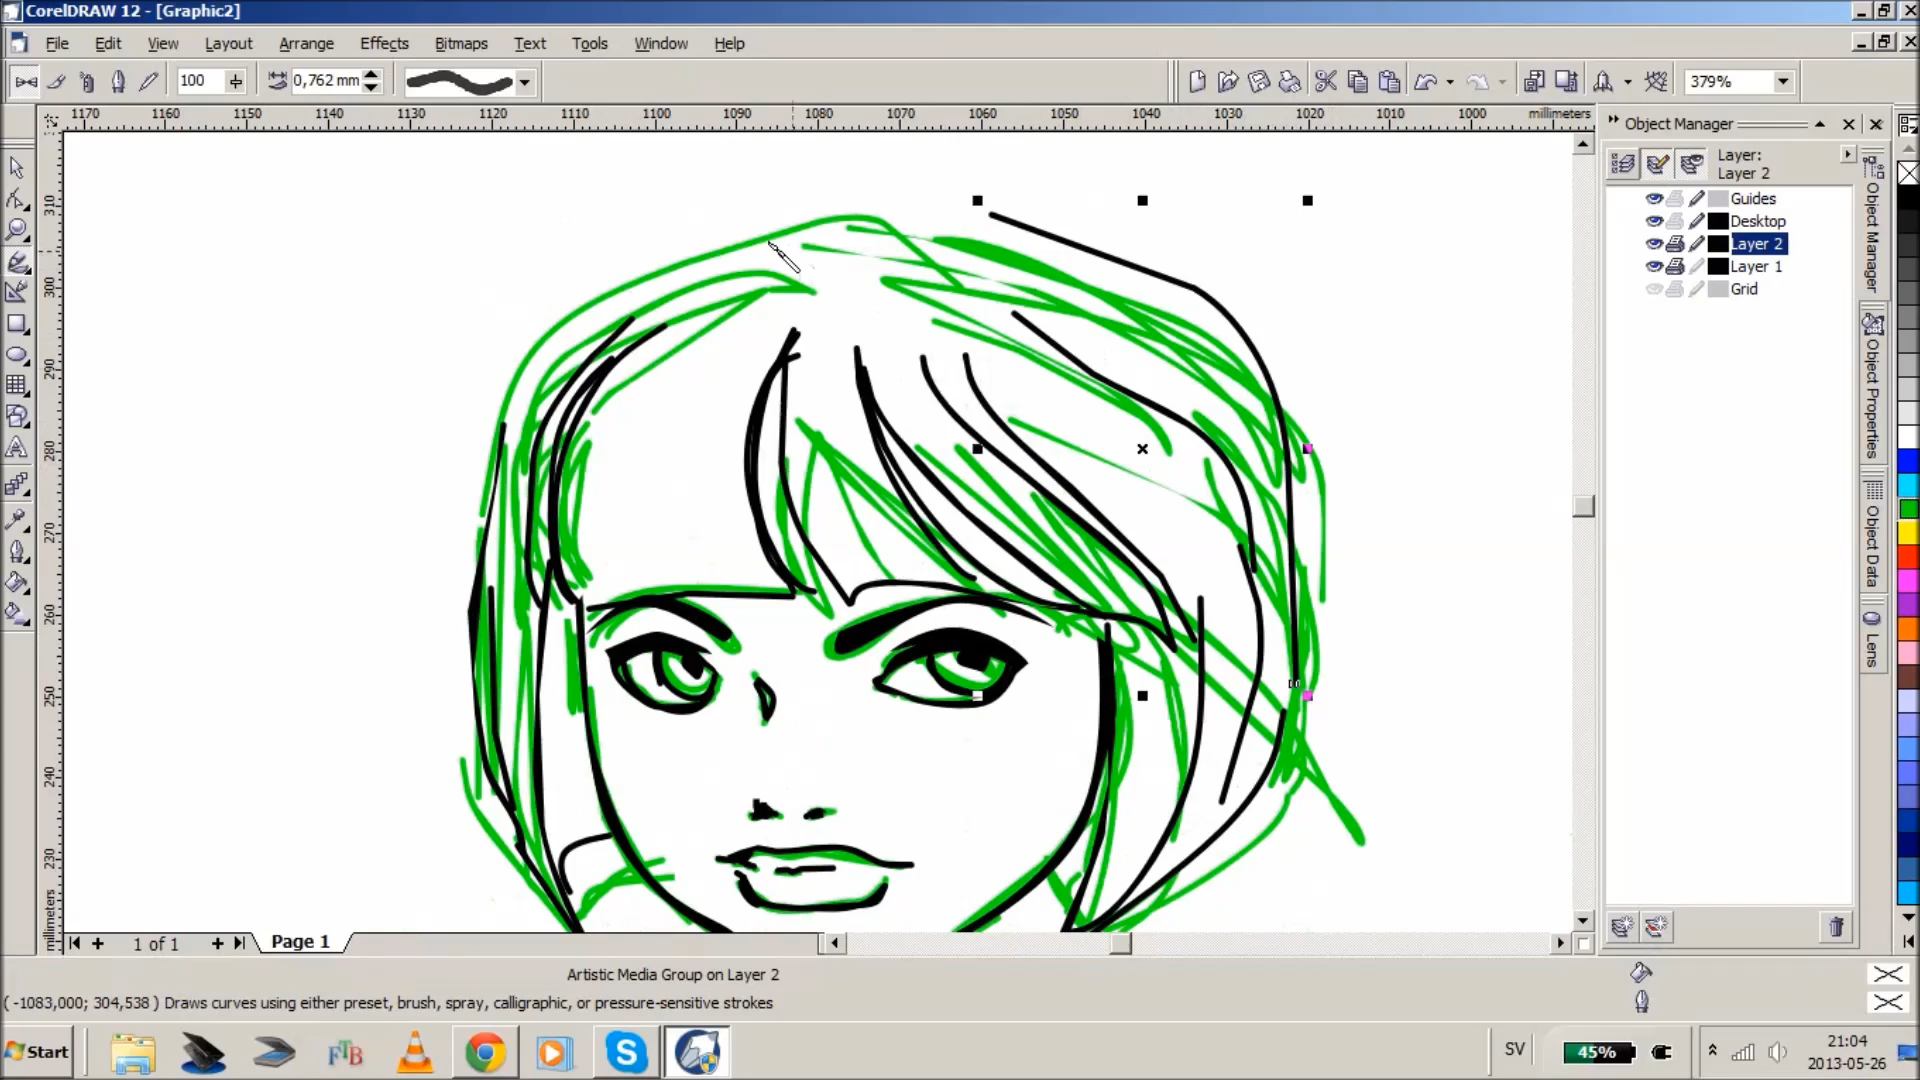 CorelDRAW 12 - [Graphic2]
File Edit View Layout Arrange Effects Bitmaps Text Tools Window Help
100 0,762 mm 379%
1170 1160 1150 1140 1130 1120 1110 1100 1090 1080 1070 1060 1050 1040 1030 1020 1010 1000 millimeters
310
300
290
280
270
260
250
240
230
millimeters
Object Manager
Layer:
Layer 2
Guides
Desktop
Layer 2
Layer 1
Grid
Object Manager
Object Properties
Object Data
Lens
1 of 1 Page 1
Artistic Media Group on Layer 2
( -1083,000; 304,538 ) Draws curves using either preset, brush, spray, calligraphic, or pressure-sensitive strokes
Start FTB S SV 45% 21:04
2013-05-26